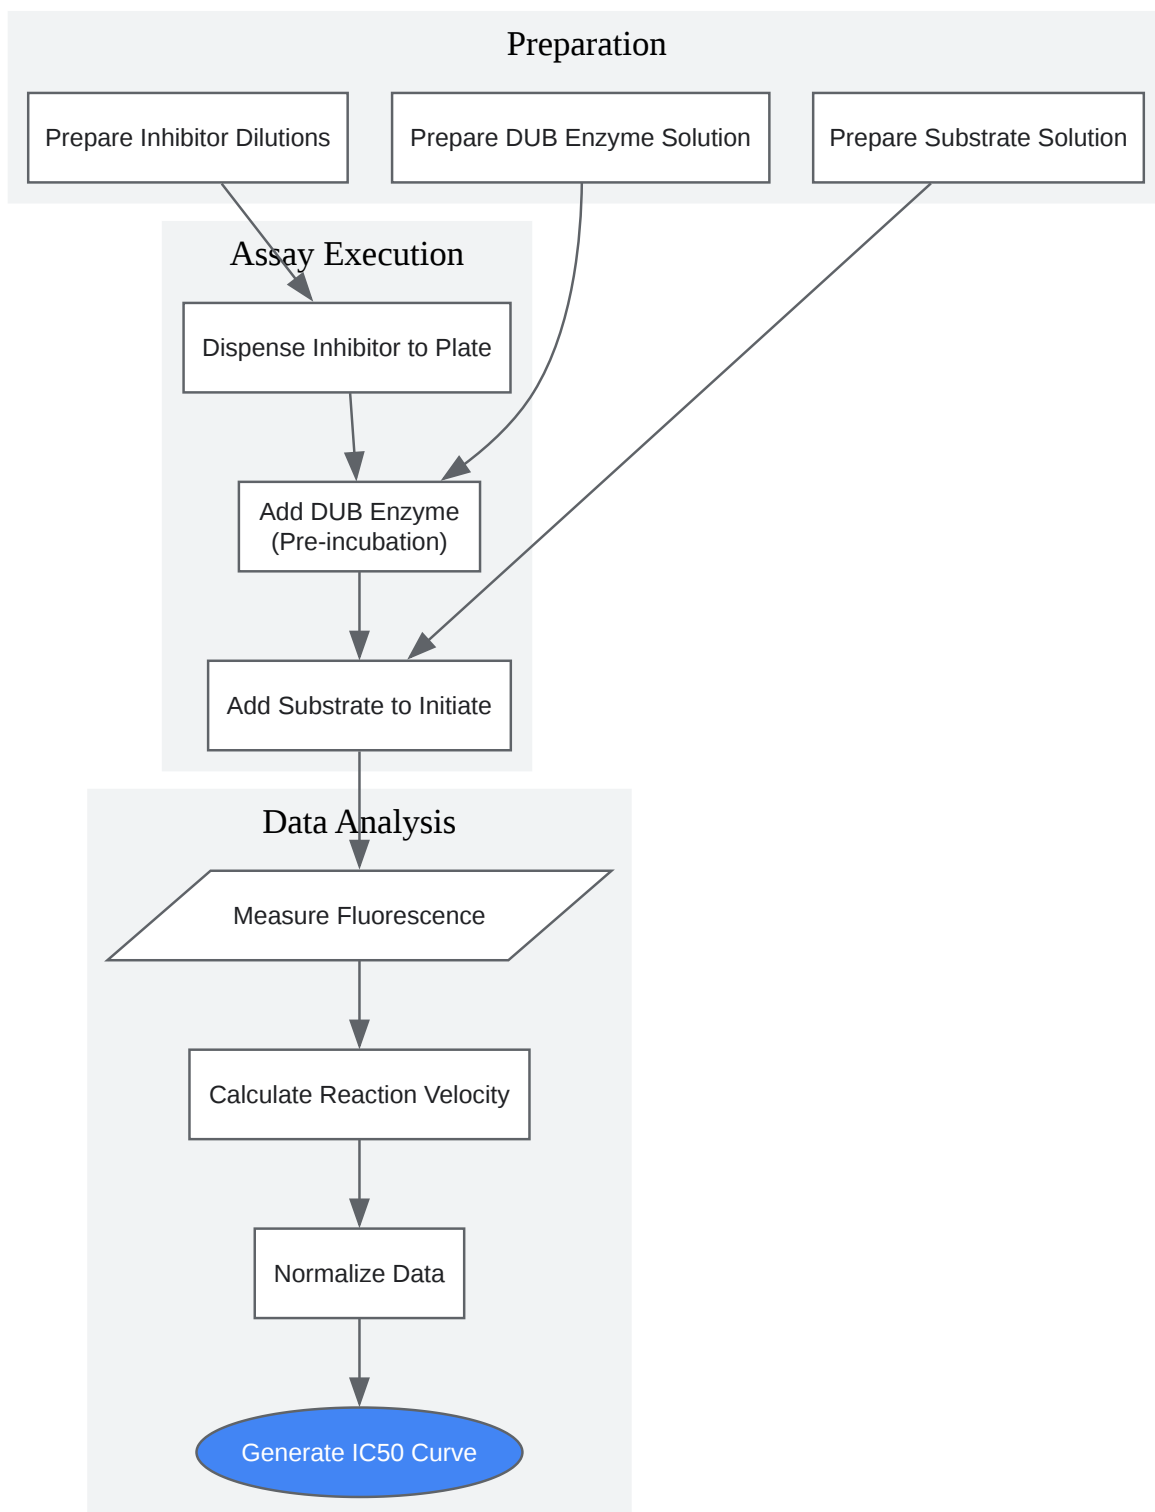 Preparation
Prepare Inhibitor Dilutions
Prepare DUB Enzyme Solution
Prepare Substrate Solution
Assay Execution
Dispense Inhibitor to Plate
Add DUB Enzyme
(Pre-incubation)
Add Substrate to Initiate
Data Analysis
Measure Fluorescence
Calculate Reaction Velocity
Normalize Data
Generate IC50 Curve